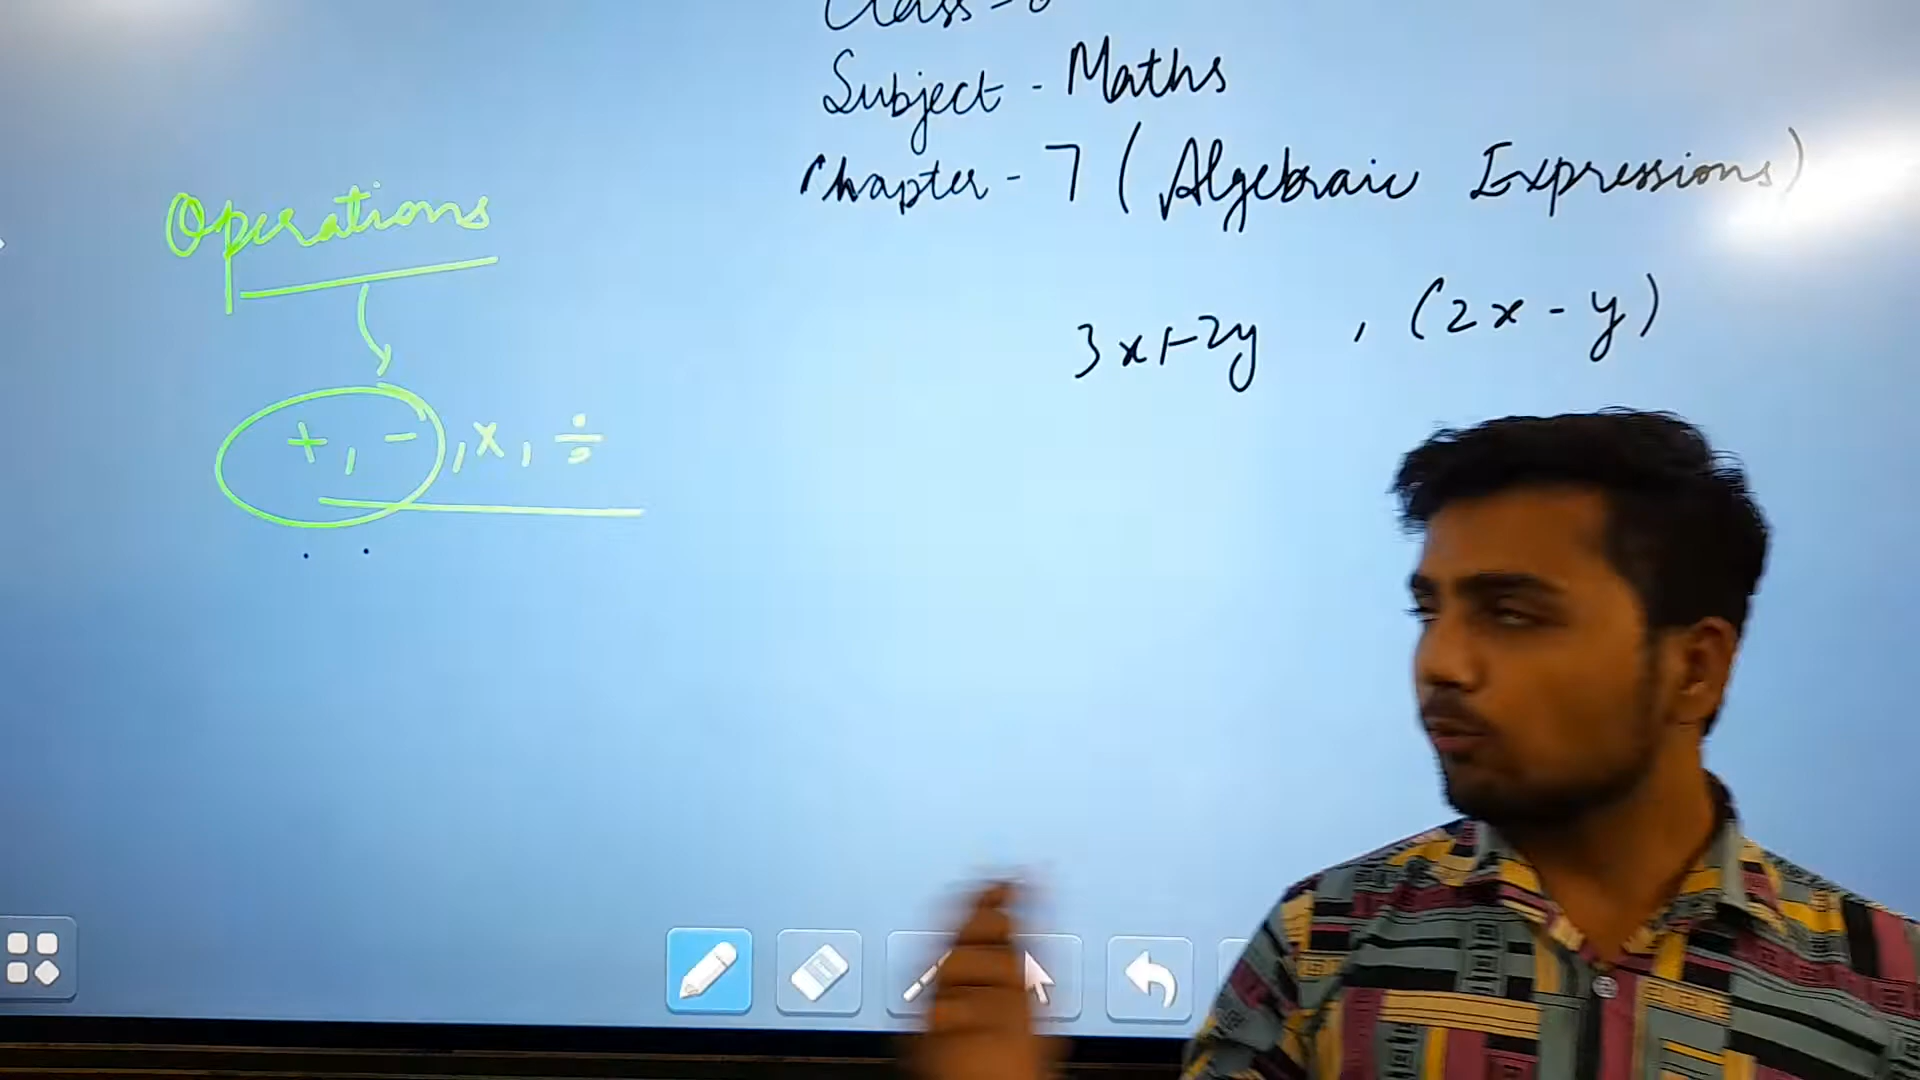 Subject - Maths
Chapter - 7 (Algebraic Expressions)
Operations
3x+2y , (2x - y)
+, -, x, ÷